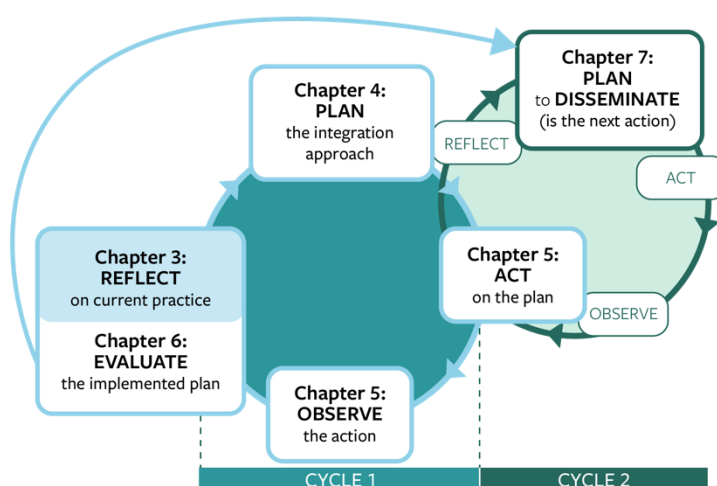 Chapter 4:
PLAN
the integration
approach
Chapter 7:
PLAN
to DISSEMINATE
(is the next action)
REFLECT
ACT
Chapter 3:
REFLECT
on current practice
Chapter 6:
EVALUATE
the implemented plan
Chapter 5:
ACT
on the plan
OBSERVE
Chapter 5:
OBSERVE
the action
CYCLE 1
CYCLE 2